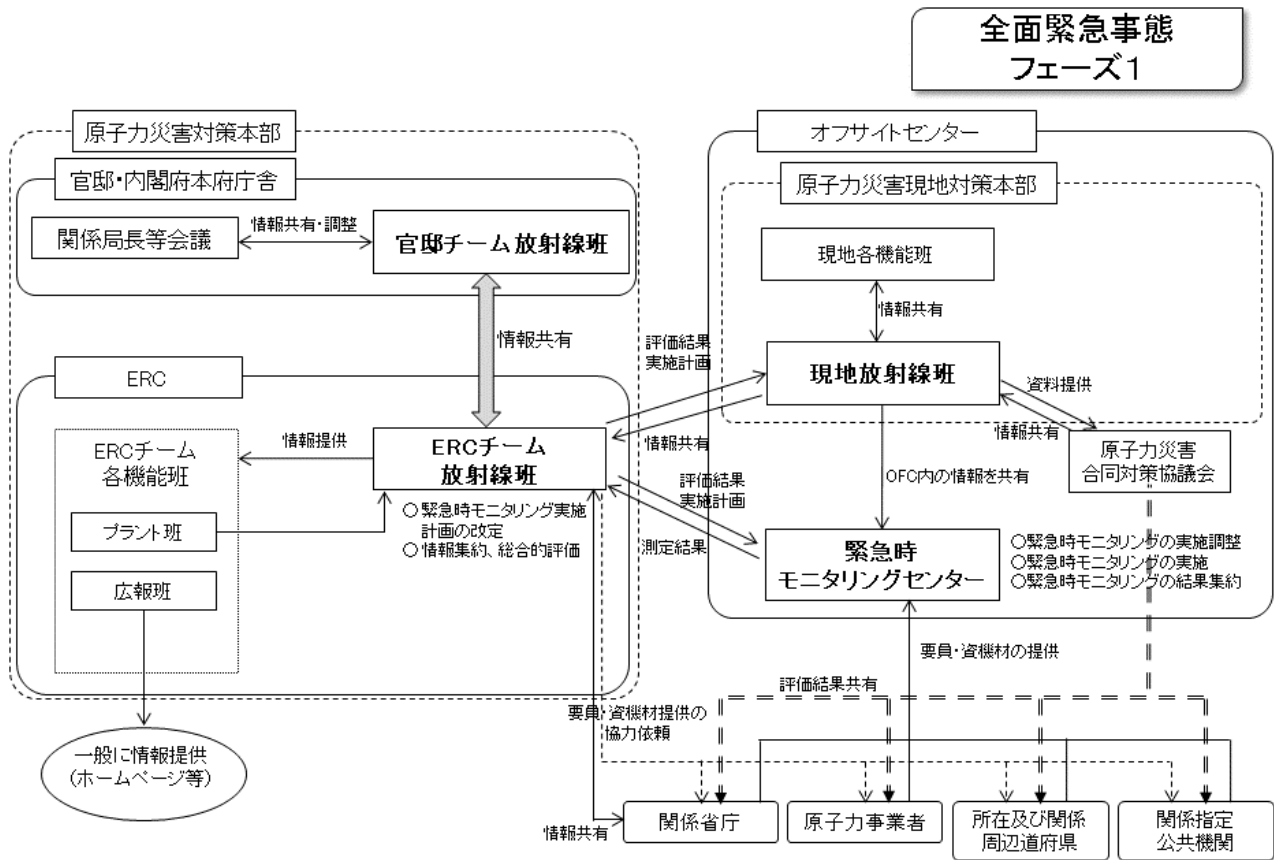 全面緊急事態
フェーズ1
原子力災害対策本部
官邸・内閣府本府庁舎
関係局長等会議
情報共有・調整
官邸チーム放射線班
情報共有
ERC
ERCチーム
各機能班
情報提供
ERCチーム
放射線班
プラント班
広報班
○緊急時モニタリング実施
計画の改定
○情報集約、総合的評価
一般に情報提供
(ホームページ等)
オフサイトセンター
原子力災害現地対策本部
現地各機能班
情報共有
評価結果
実施計画
現地放射線班
情報共有
資料提供
情報共有
原子力災害
合同対策協議会
OFC内の情報を共有
評価結果
実施計画
測定結果
緊急時
モニタリングセンター
○緊急時モニタリングの実施調整
○緊急時モニタリングの実施
○緊急時モニタリングの結果集約
要員・資機材の提供
評価結果共有
要員・資機材提供の
協力依頼
情報共有
関係省庁
原子力事業者
所在及び関係
周辺道府県
関係指定
公共機関